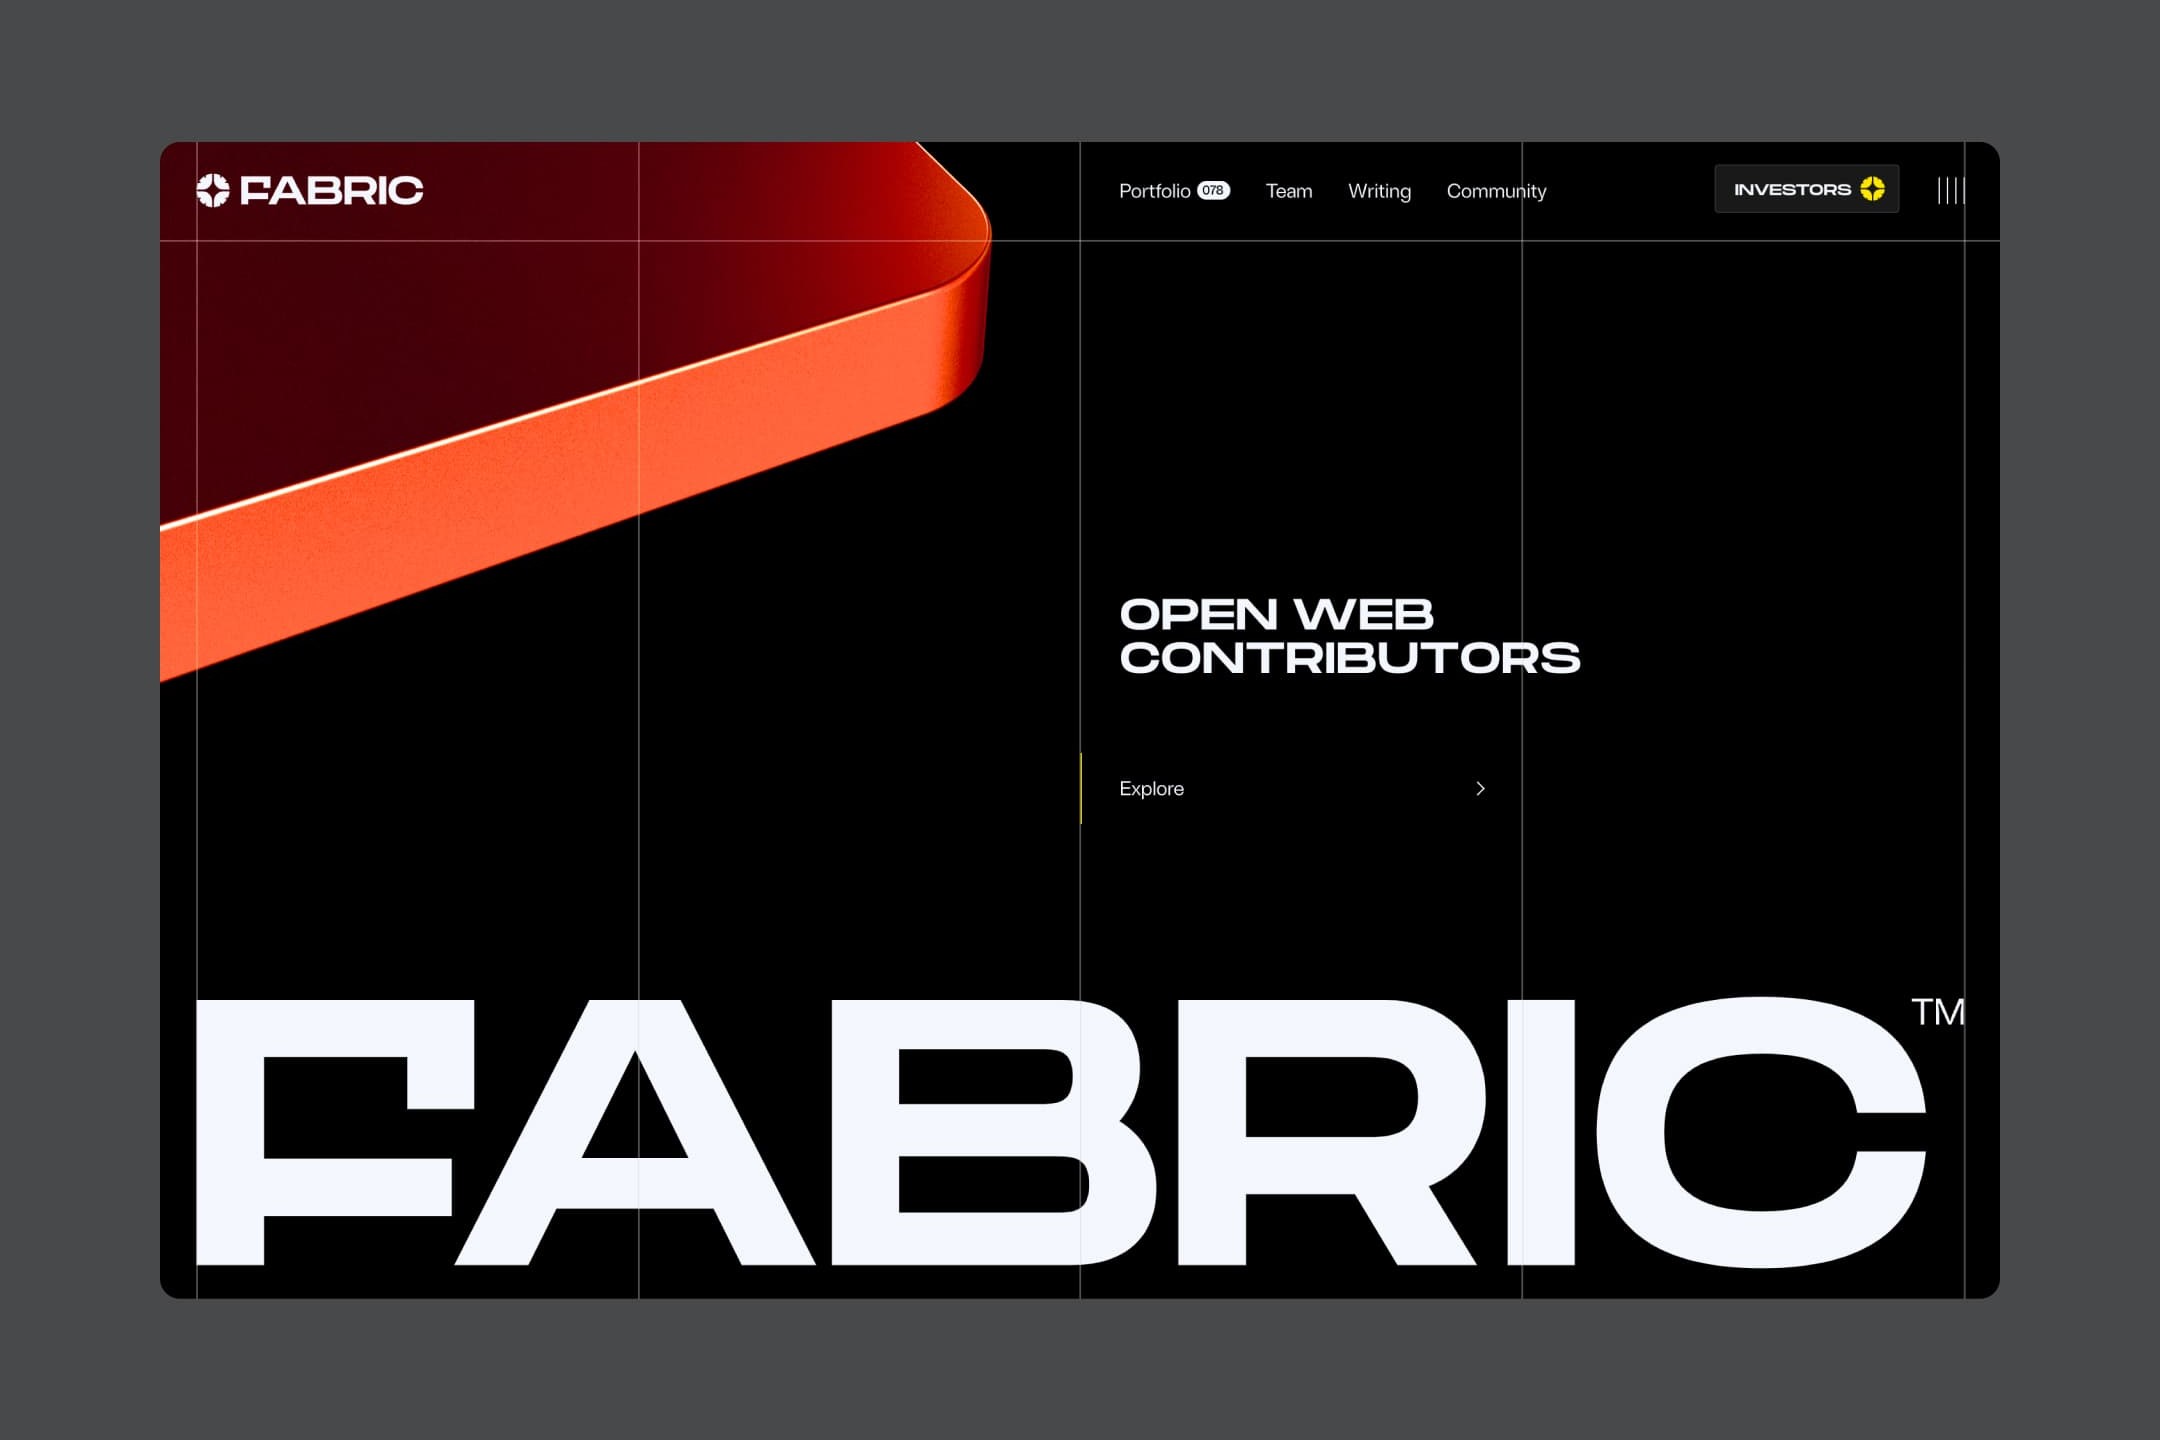 FABRIC
Portfolio 078 Team Writing Community INVESTORS
OPEN WEB
CONTRIBUTORS
Explore
FABRIC TM